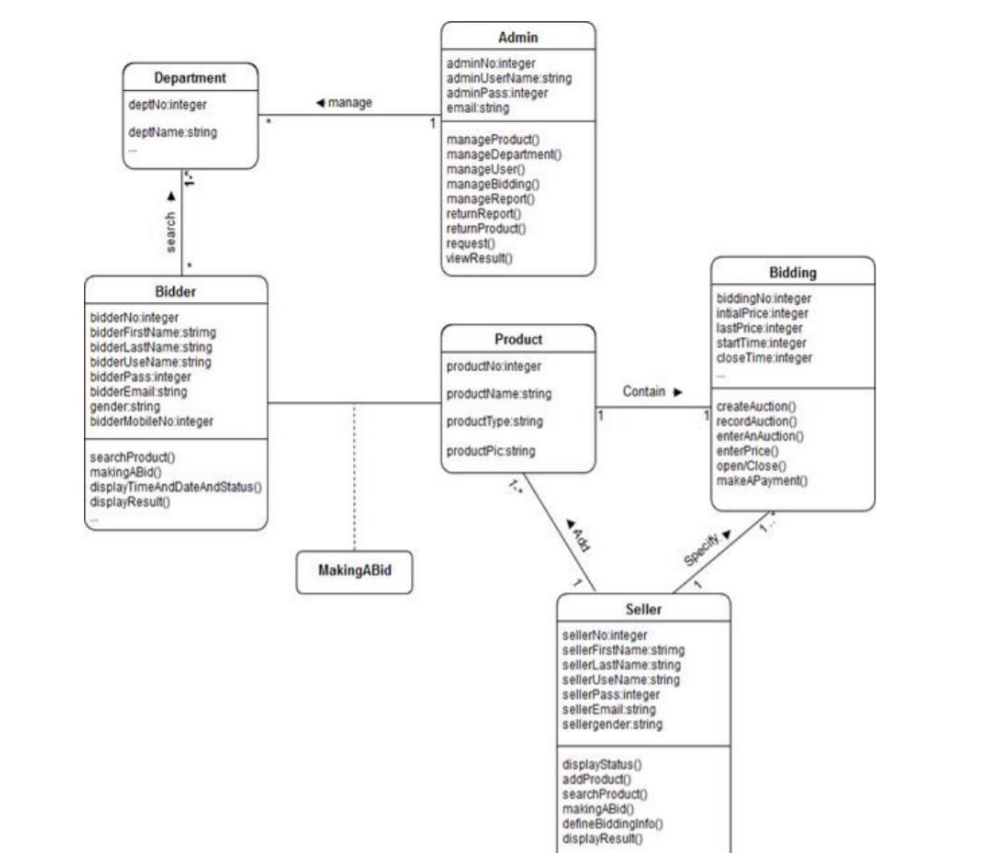 Admin
adminNo:integer
adminUserName:string
adminPass:integer
email:string
manageProduct()
manageDepartment()
manageUser()
manageBidding()
manageReport()
returnReport()
returnProduct()
request()
viewResult()
Department
deptNo:integer
deptName:string
...
◄ manage
*
1
1..*
search ►
*
Bidder
bidderNo:integer
bidderFirstName:strimg
bidderLastName:string
bidderUseName:string
bidderPass:integer
bidderEmail:string
gender:string
bidderMobileNo:integer
searchProduct()
makingABid()
displayTimeAndDateAndStatus()
displayResult()
...
Product
productNo:integer
productName:string
productType:string
productPic:string
Contain ►
1
1
Bidding
biddingNo:integer
intialPrice:integer
lastPrice:integer
startTime:integer
closeTime:integer
...
createAuction()
recordAuction()
enterAnAuction()
enterPrice()
open/Close()
makeAPayment()
MakingABid
1..*
◄ Add
1
Specify ►
1..*
1
Seller
sellerNo:integer
sellerFirstName:strimg
sellerLastName:string
sellerUseName:string
sellerPass:integer
sellerEmail:string
sellergender:string
displayStatus()
addProduct()
searchProduct()
makingABid()
defineBiddingInfo()
displayResult()